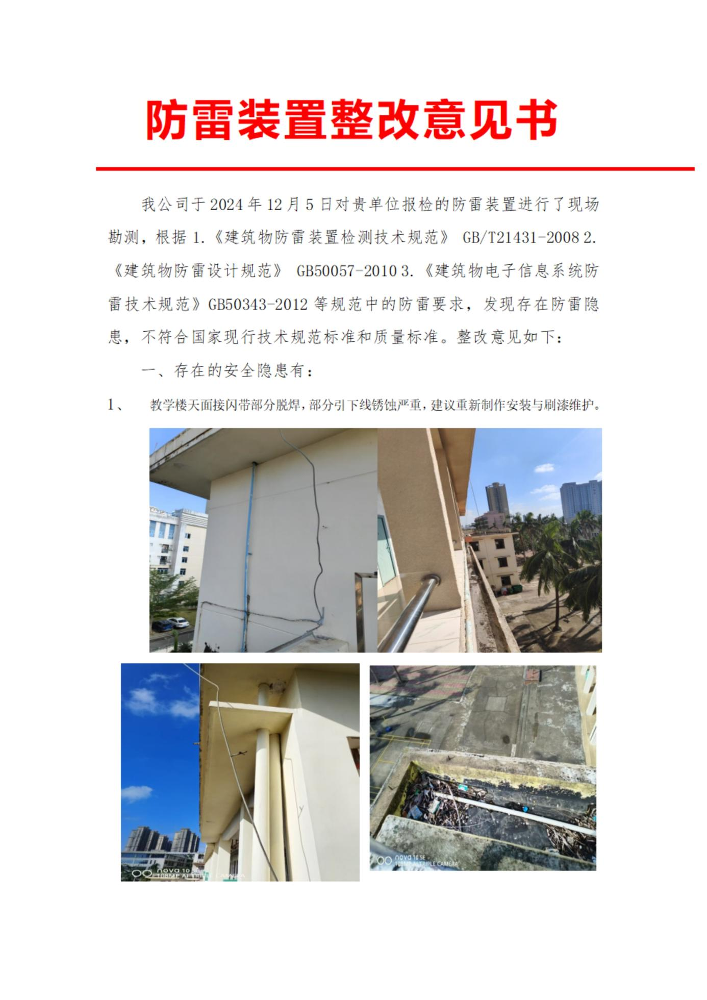 防雷装置整改意见书
我公司于 2024 年 12 月 5 日对贵单位报检的防雷装置进行了现场
勘测，根据 1.《建筑物防雷装置检测技术规范》 GB/T21431-2008 2.
《建筑物防雷设计规范》 GB50057-2010 3.《建筑物电子信息系统防
雷技术规范》GB50343-2012 等规范中的防雷要求，发现存在防雷隐
患，不符合国家现行技术规范标准和质量标准。整改意见如下：
一、存在的安全隐患有：
1、 教学楼天面接闪带部分脱焊，部分引下线锈蚀严重，建议重新制作安装与刷漆维护。
nova 10 SE
108MP AI TRIPLE CAMERA
nova 10 SE
108MP AI TRIPLE CAMERA